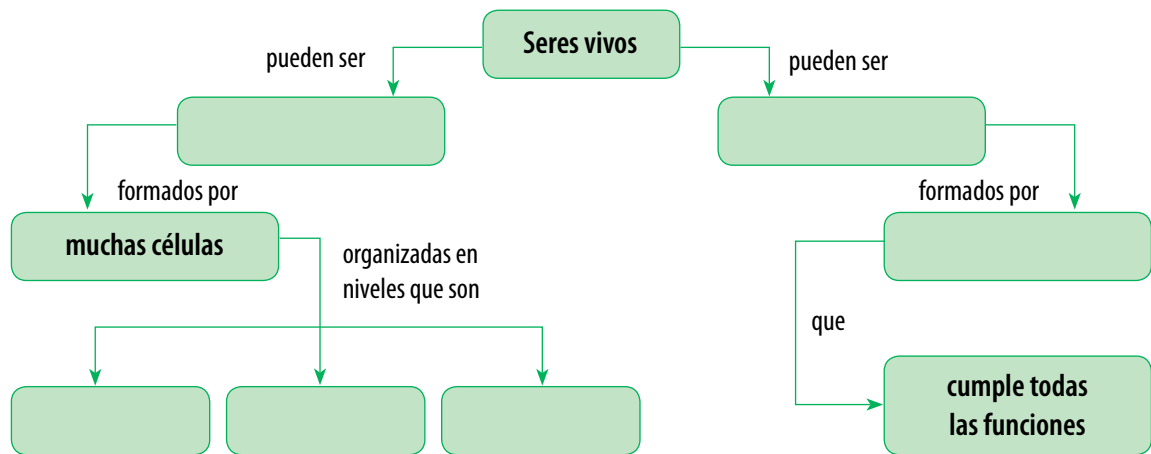 Seres vivos
pueden ser
pueden ser
formados por
formados por
muchas células
organizadas en
niveles que son
que
cumple todas
las funciones